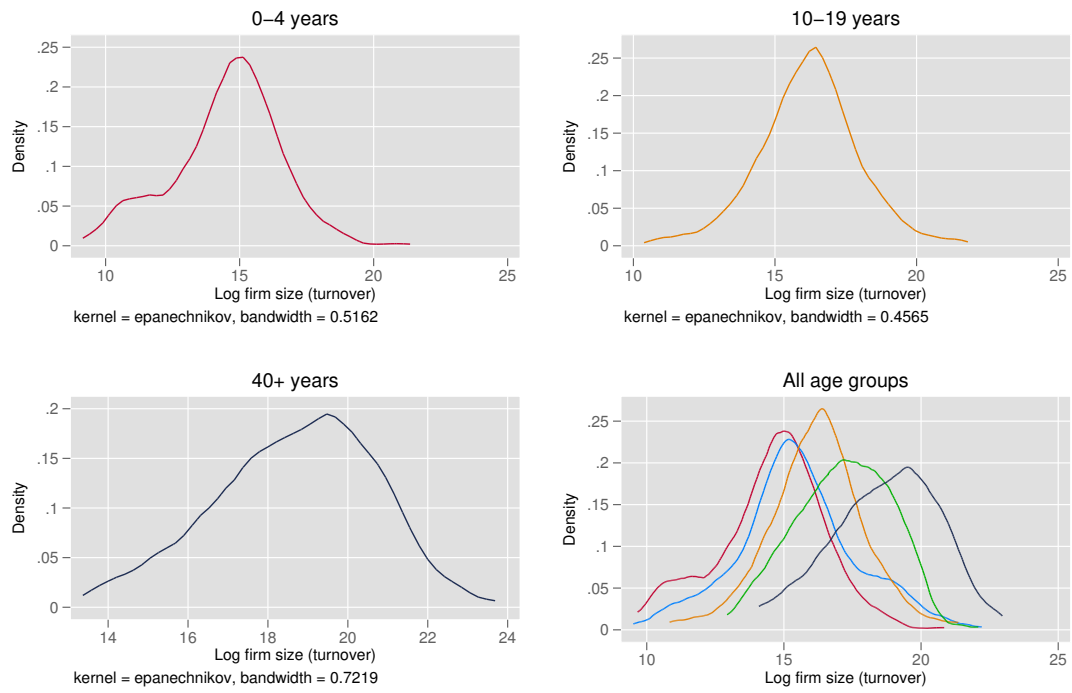 0−4 years
.25
.2
.15
.1
.05
0
Density
10 15 20 25
Log firm size (turnover)
kernel = epanechnikov, bandwidth = 0.5162
10−19 years
.25
.2
.15
.1
.05
0
Density
10 15 20 25
Log firm size (turnover)
kernel = epanechnikov, bandwidth = 0.4565
40+ years
.2
.15
.1
.05
0
Density
14 16 18 20 22 24
Log firm size (turnover)
kernel = epanechnikov, bandwidth = 0.7219
All age groups
.25
.2
.15
.1
.05
0
Density
10 15 20 25
Log firm size (turnover)